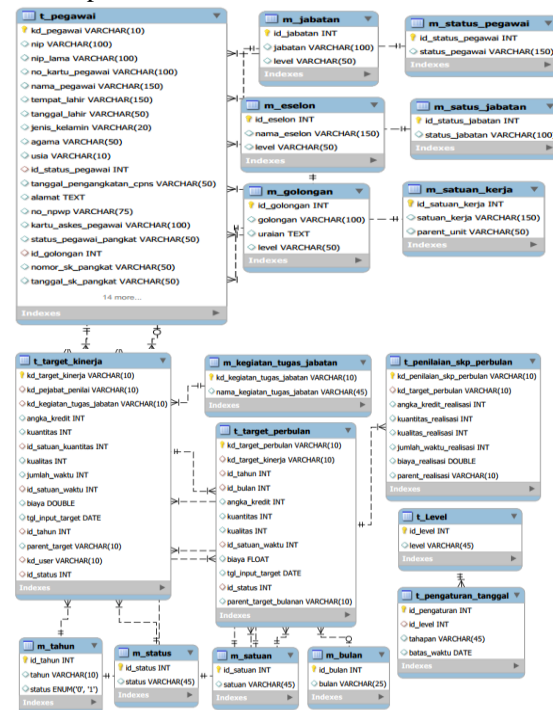 t_pegawai
kd_pegawai VARCHAR(10)
nip VARCHAR(100)
nip_lama VARCHAR(100)
no_kartu_pegawai VARCHAR(100)
nama_pegawai VARCHAR(150)
tempat_lahir VARCHAR(150)
tanggal_lahir VARCHAR(50)
jenis_kelamin VARCHAR(20)
agama VARCHAR(50)
usia VARCHAR(10)
id_status_pegawai INT
tanggal_pengangkatan_cpns VARCHAR(50)
alamat TEXT
no_npwp VARCHAR(75)
kartu_askes_pegawai VARCHAR(100)
status_pegawai_pangkat VARCHAR(50)
id_golongan INT
nomor_sk_pangkat VARCHAR(50)
tanggal_sk_pangkat VARCHAR(50)
14 more...
Indexes
m_jabatan
id_jabatan INT
jabatan VARCHAR(100)
level VARCHAR(50)
Indexes
m_status_pegawai
id_status_pegawai INT
status_pegawai VARCHAR(150)
Indexes
m_eselon
id_eselon INT
nama_eselon VARCHAR(150)
level VARCHAR(50)
Indexes
m_satus_jabatan
id_status_jabatan INT
status_jabatan VARCHAR(100)
Indexes
m_golongan
id_golongan INT
golongan VARCHAR(100)
uraian TEXT
level VARCHAR(50)
Indexes
m_satuan_kerja
id_satuan_kerja INT
satuan_kerja VARCHAR(150)
parent_unit VARCHAR(50)
Indexes
t_target_kinerja
kd_target_kinerja VARCHAR(10)
kd_pejabat_penilai VARCHAR(10)
kd_kegiatan_tugas_jabatan VARCHAR(10)
angka_kredit INT
kuantitas INT
id_satuan_kuantitas INT
kualitas INT
jumlah_waktu INT
id_satuan_waktu INT
biaya DOUBLE
tgl_input_target DATE
id_tahun INT
parent_target VARCHAR(10)
kd_user VARCHAR(10)
id_status INT
Indexes
m_kegiatan_tugas_jabatan
kd_kegiatan_tugas_jabatan VARCHAR(10)
nama_kegiatan_tugas_jabatan VARCHAR(45)
Indexes
t_target_perbulan
kd_target_perbulan VARCHAR(10)
kd_target_kinerja VARCHAR(10)
id_tahun INT
id_bulan INT
angka_kredit INT
kuantitas INT
kualitas INT
id_satuan_waktu INT
biaya FLOAT
tgl_input_target DATE
id_status INT
parent_target_bulanan VARCHAR(10)
Indexes
t_penilaian_skp_perbulan
kd_penilaian_skp_perbulan VARCHAR(10)
kd_target_perbulan VARCHAR(10)
angka_kredit_realisasi INT
kuantitas_realisasi INT
kualitas_realisasi INT
jumlah_waktu_realisasi INT
biaya_realisasi DOUBLE
parent_realisasi VARCHAR(10)
Indexes
t_Level
id_level INT
level VARCHAR(45)
Indexes
t_pengaturan_tanggal
id_pengaturan INT
id_level INT
tahapan VARCHAR(45)
batas_waktu DATE
Indexes
m_tahun
id_tahun INT
tahun VARCHAR(10)
status ENUM('0', '1')
Indexes
m_status
id_status INT
status VARCHAR(45)
Indexes
m_satuan
id_satuan INT
satuan VARCHAR(45)
Indexes
m_bulan
id_bulan INT
bulan VARCHAR(25)
Indexes